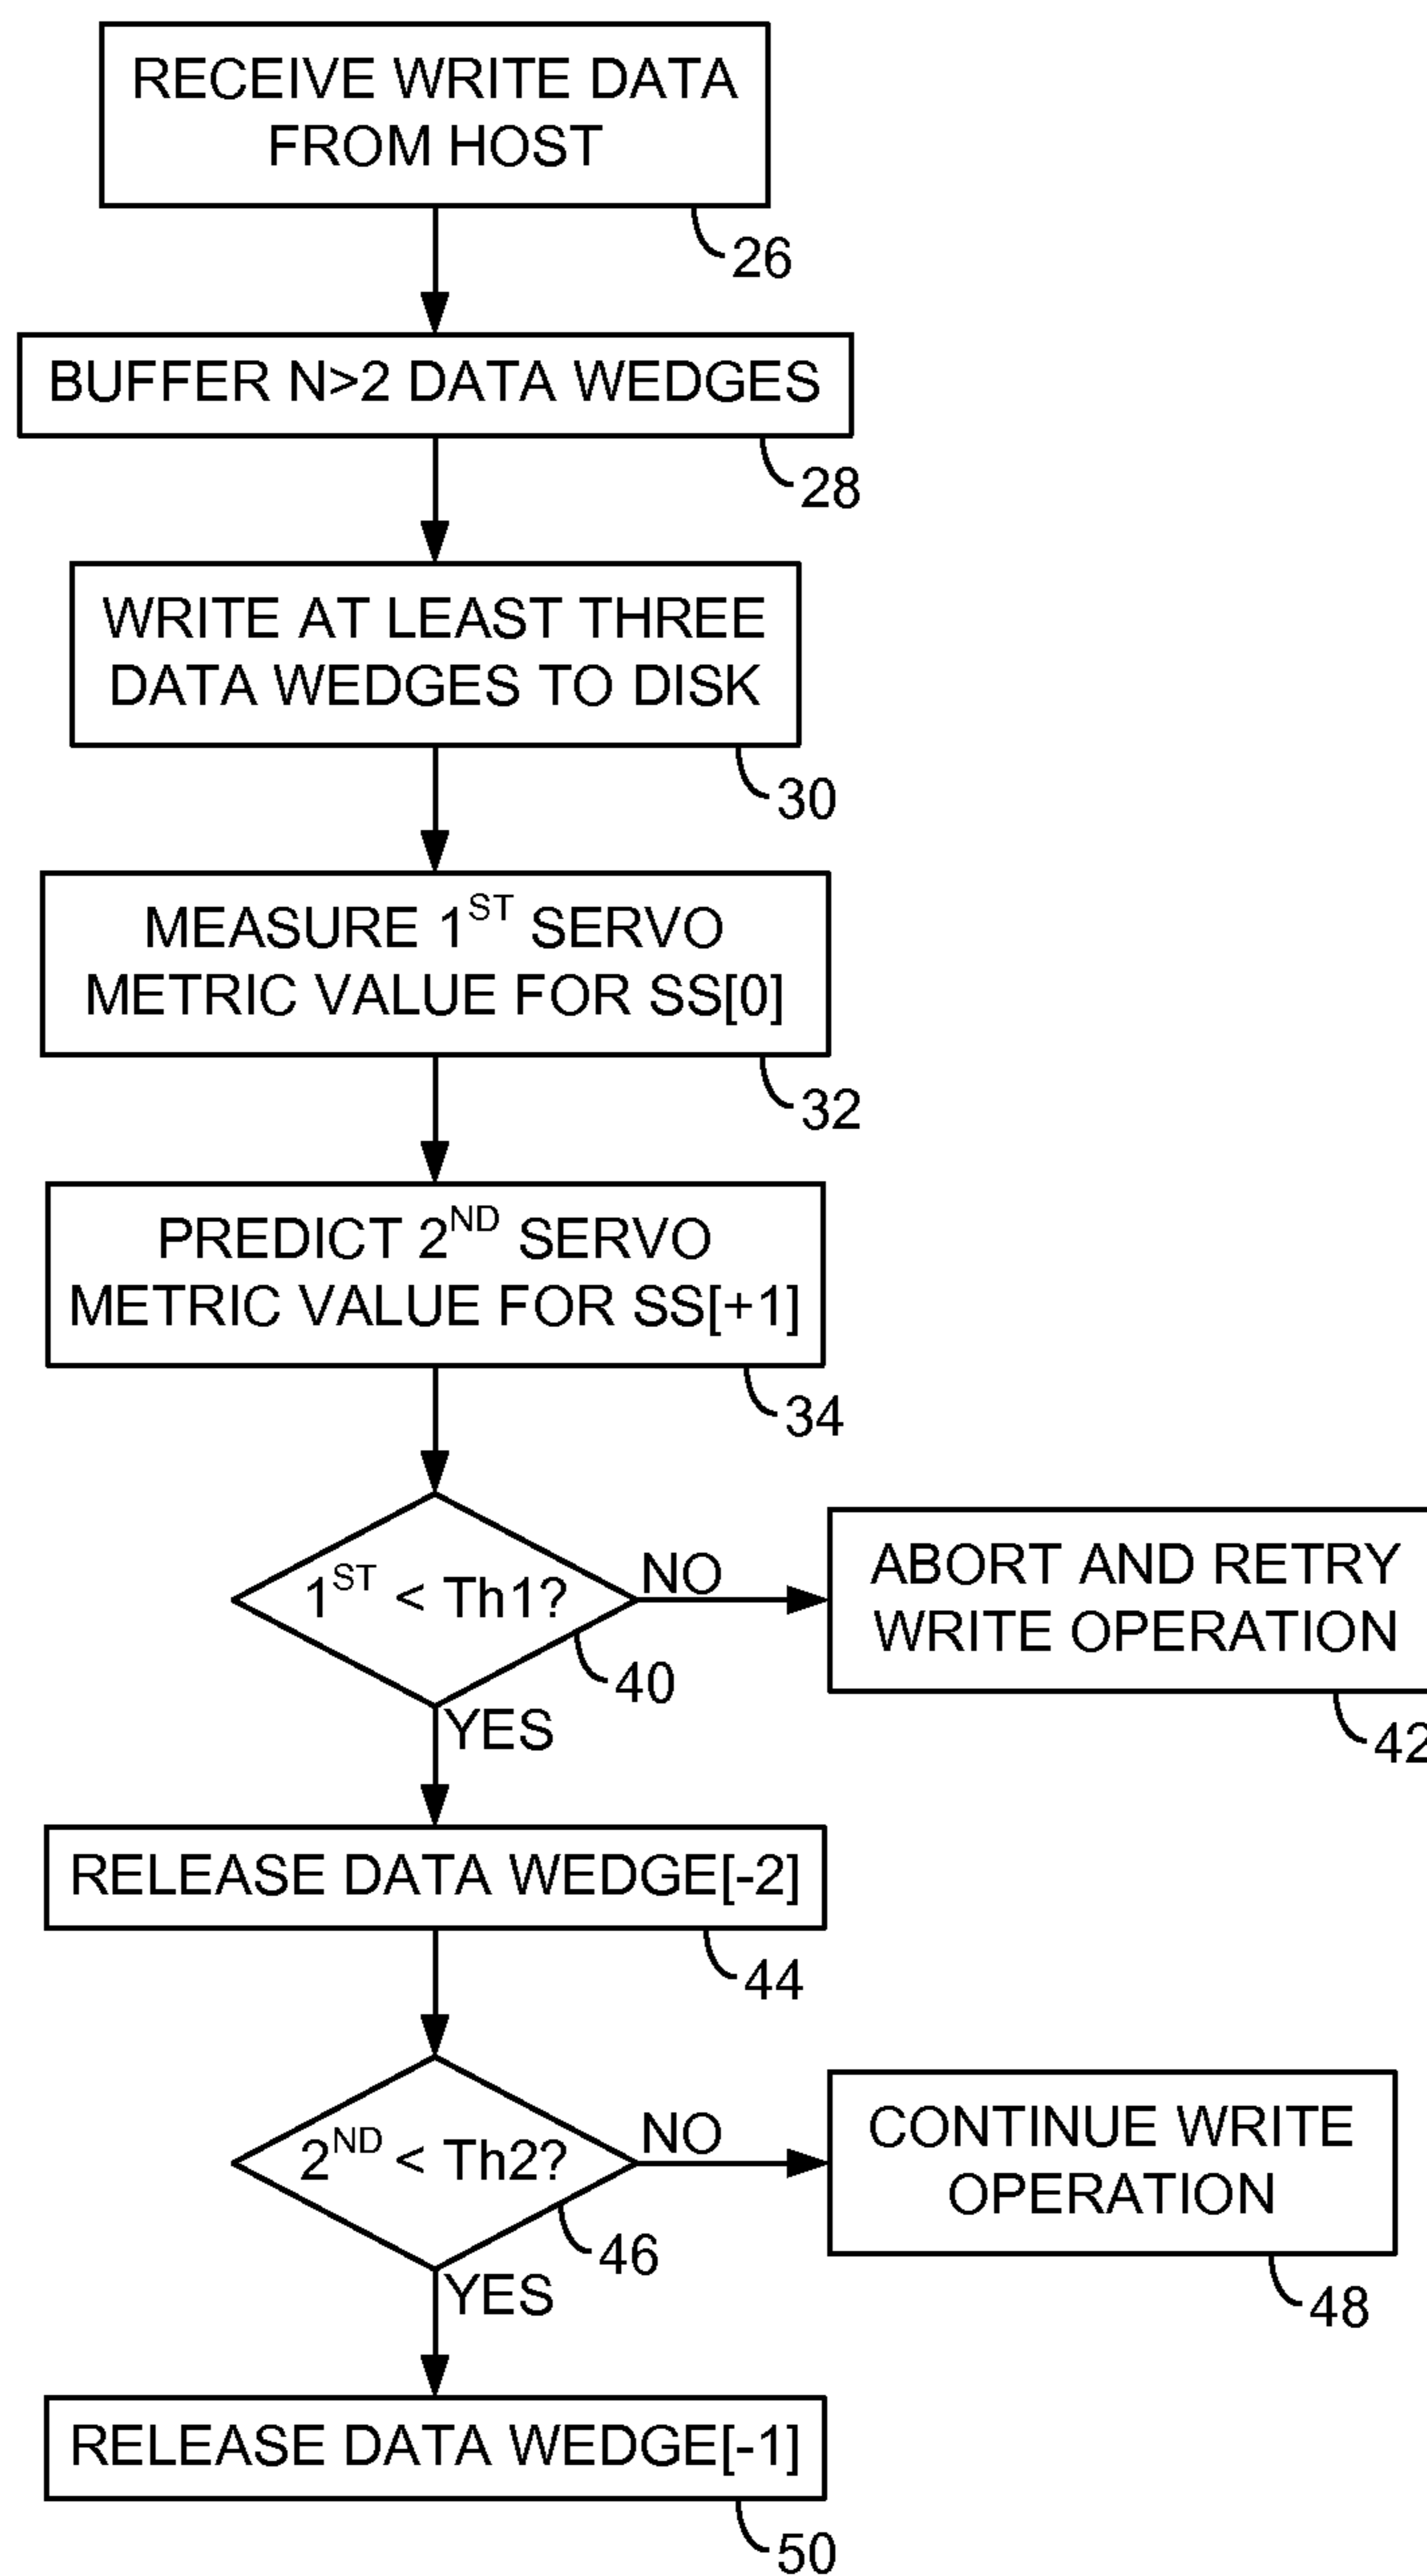 RECEIVE WRITE DATA
FROM HOST
26
BUFFER N>2 DATA WEDGES
28
WRITE AT LEAST THREE
DATA WEDGES TO DISK
30
MEASURE 1ST SERVO
METRIC VALUE FOR SS[0]
32
PREDICT 2ND SERVO
METRIC VALUE FOR SS[+1]
34
1ST < Th1?
NO
ABORT AND RETRY
WRITE OPERATION
40
42
YES
RELEASE DATA WEDGE[-2]
44
2ND < Th2?
NO
CONTINUE WRITE
OPERATION
46
48
YES
RELEASE DATA WEDGE[-1]
50